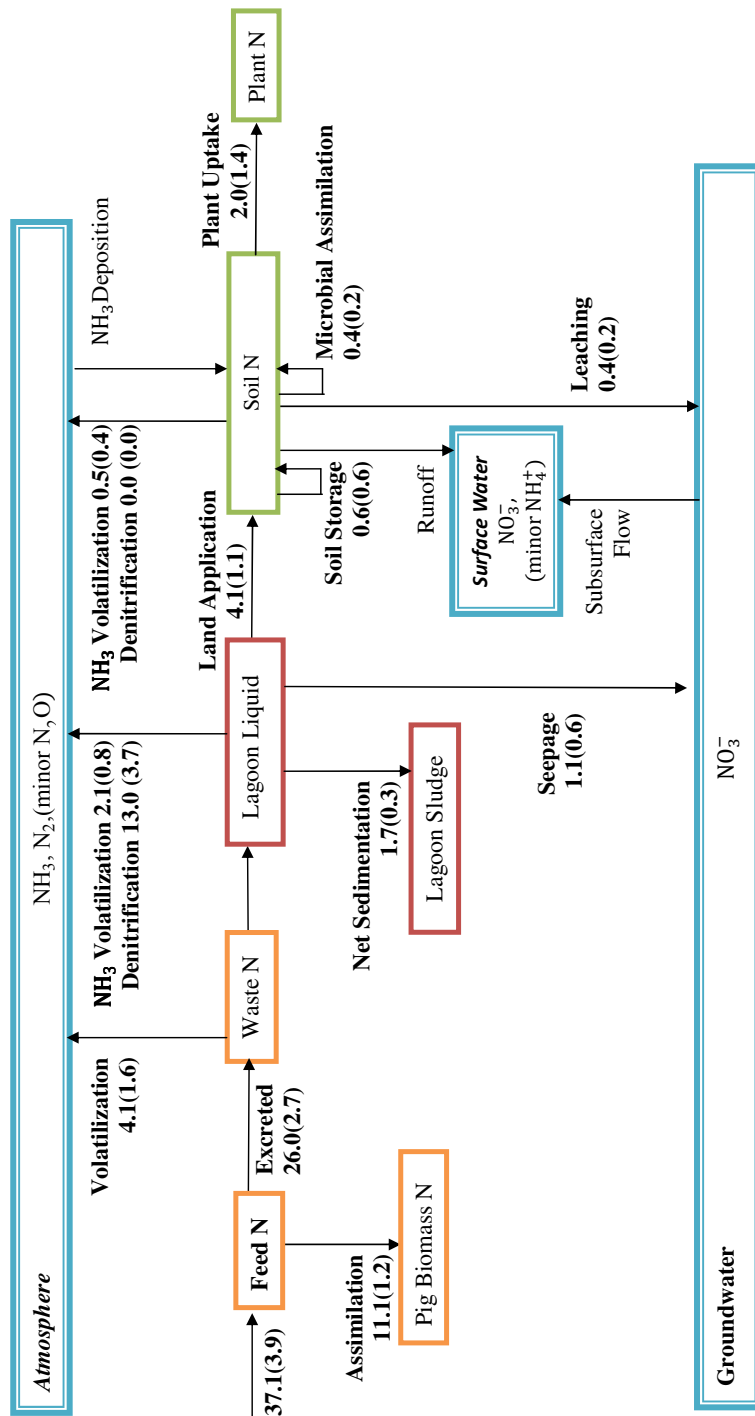 Atmosphere
NH₃, N₂,(minor N₂O)
Volatilization
4.1(1.6)
NH₃ Volatilization 2.1(0.8)
Denitrification 13.0 (3.7)
NH₃ Volatilization 0.5(0.4)
Denitrification 0.0 (0.0)
NH₃Deposition
37.1(3.9)
Feed N
Excreted
26.0(2.7)
Waste N
Lagoon Liquid
Land Application
4.1(1.1)
Soil N
Plant Uptake
2.0(1.4)
Plant N
Assimilation
11.1(1.2)
Pig Biomass N
Net Sedimentation
1.7(0.3)
Lagoon Sludge
Soil Storage
0.6(0.6)
Microbial Assimilation
0.4(0.2)
Runoff
Surface Water
NO₃⁻,
(minor NH₄⁺)
Seepage
1.1(0.6)
Subsurface
Flow
Leaching
0.4(0.2)
Groundwater
NO₃⁻